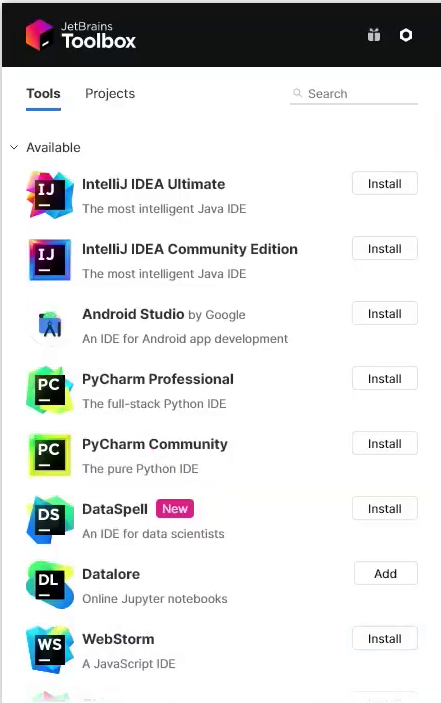 JetBrains
Toolbox
Tools Projects Search
Available
IJ IntelliJ IDEA Ultimate Install
The most intelligent Java IDE
IJ IntelliJ IDEA Community Edition Install
The most intelligent Java IDE
Android Studio by Google Install
An IDE for Android app development
PC PyCharm Professional Install
The full-stack Python IDE
PC PyCharm Community Install
The pure Python IDE
DS DataSpell New Install
An IDE for data scientists
DL Datalore Add
Online Jupyter notebooks
WS WebStorm Install
A JavaScript IDE